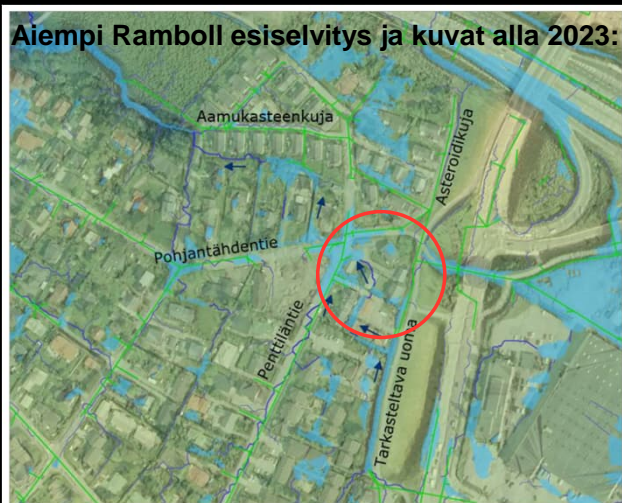 Aiempi Ramboll esiselvitys ja kuvat alla 2023:
Aamukasteenkuja
Asteroidikuja
Pohjantähdentie
Penttiläntie
Tarkasteltava uoma